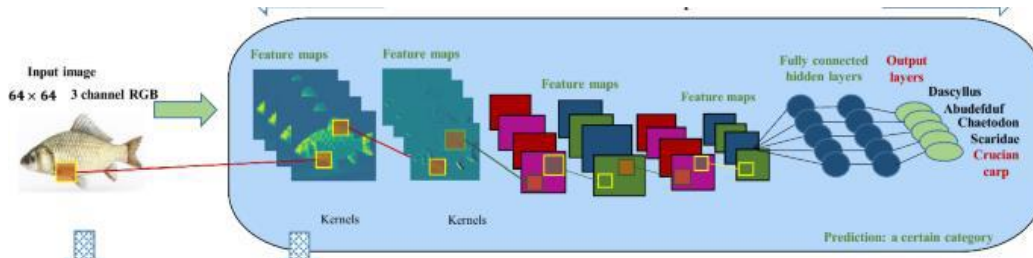 Input image
64 × 64 3 channel RGB
Feature maps
Feature maps
Feature maps
Feature maps
Fully connected
hidden layers
Output
layers
Dascyllus
Abudefduf
Chaetodon
Scaridae
Crucian
carp
Kernels
Kernels
Prediction: a certain category